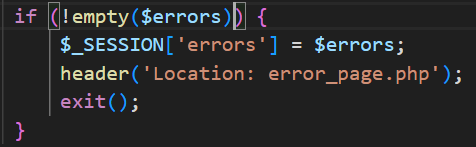 if (!empty($errors)) {
    $_SESSION['errors'] = $errors;
    header('Location: error_page.php');
    exit();
}